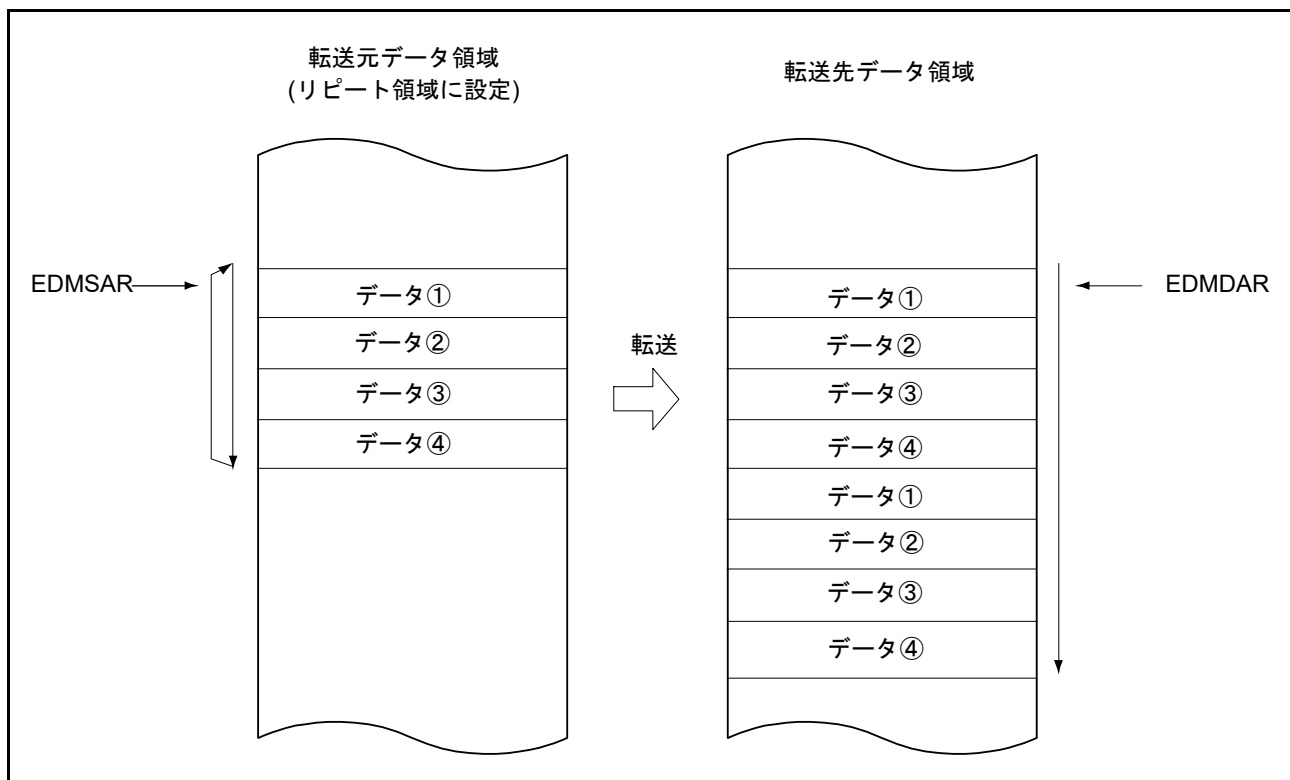 転送元データ領域
(リピート領域に設定)
転送先データ領域
EDMSAR
データ①
データ②
データ③
データ④
転送
データ①
データ②
データ③
データ④
データ①
データ②
データ③
データ④
EDMDAR